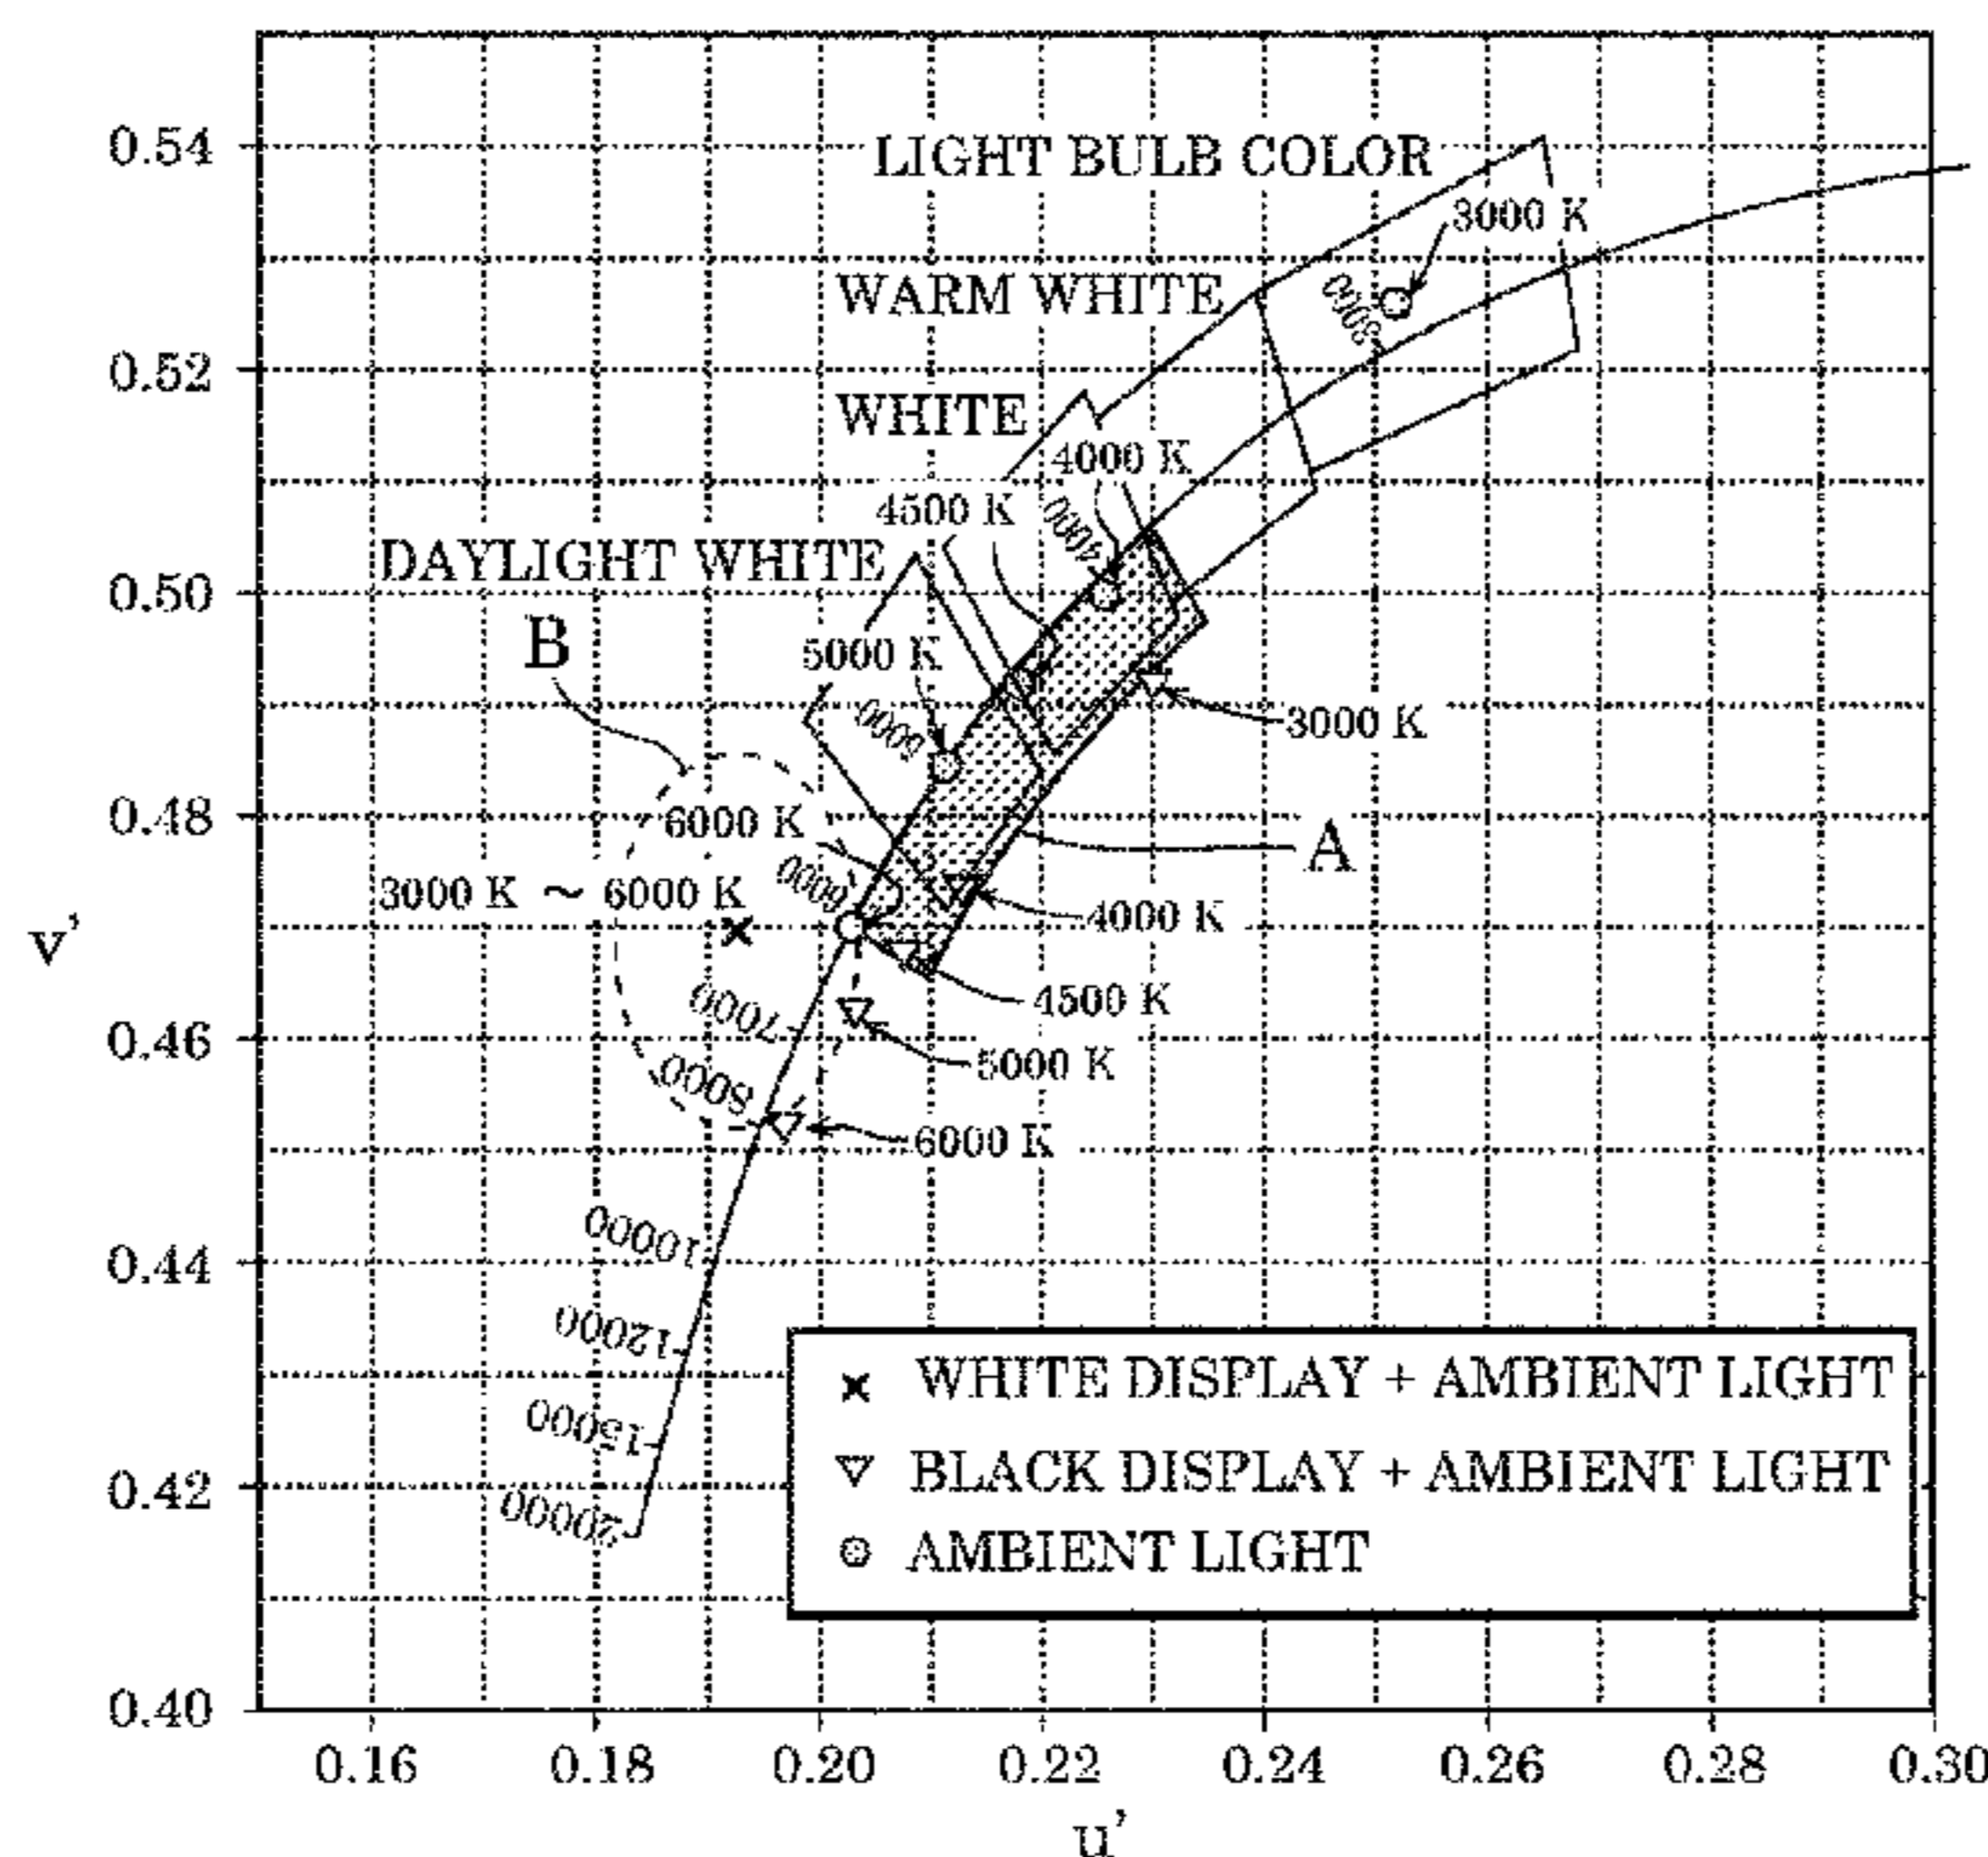 0.54
LIGHT BULB COLOR
3000 K
3000
WARM WHITE
0.52
WHITE
4000 K
4500 K
4000
DAYLIGHT WHITE
0.50
B
5000 K
5000
3000 K
0.48
6000 K
A
6000
3000 K ~ 6000 K
4000 K
v'
4500 K
7000
0.46
5000 K
8000
6000 K
10000
0.44
12000
WHITE DISPLAY + AMBIENT LIGHT
15000
BLACK DISPLAY + AMBIENT LIGHT
0.42
20000
AMBIENT LIGHT
0.40
0.16 0.18 0.20 0.22 0.24 0.26 0.28 0.30
u'